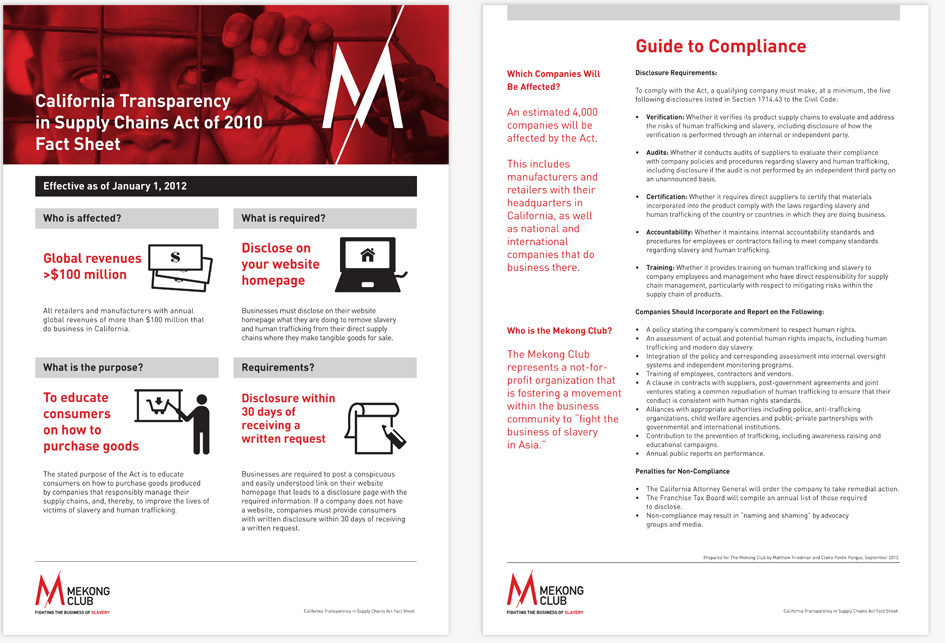 California Transparency
in Supply Chains Act of 2010
Fact Sheet
Effective as of January 1, 2012
Who is affected?
Global revenues
>$100 million
$
All retailers and manufacturers with annual
global revenues of more than $100 million that
do business in California.
What is required?
Disclose on
your website
homepage
Businesses must disclose on their website
homepage what they are doing to remove slavery
and human trafficking from their direct supply
chains where they make tangible goods for sale.
What is the purpose?
To educate
consumers
on how to
purchase goods
The stated purpose of the Act is to educate
consumers on how to purchase goods produced
by companies that responsibly manage their
supply chains, and, thereby, to improve the lives of
victims of slavery and human trafficking.
Requirements?
Disclosure within
30 days of
receiving a
written request
Businesses are required to post a conspicuous
and easily understood link on their website
homepage that leads to a disclosure page with the
required information. If a company does not have
a website, companies must provide consumers
with written disclosure within 30 days of receiving
a written request.
MEKONG
CLUB
FIGHTING THE BUSINESS OF SLAVERY
California Transparency in Supply Chains Act Fact Sheet
Which Companies Will
Be Affected?
An estimated 4,000
companies will be
affected by the Act.
This includes
manufacturers and
retailers with their
headquarters in
California, as well
as national and
international
companies that do
business there.
Who is the Mekong Club?
The Mekong Club
represents a not-for-
profit organization that
is fostering a movement
within the business
community to “fight the
business of slavery
in Asia.”
Guide to Compliance
Disclosure Requirements:
To comply with the Act, a qualifying company must make, at a minimum, the five
following disclosures listed in Section 1714.43 to the Civil Code:
• Verification: Whether it verifies its product supply chains to evaluate and address
the risks of human trafficking and slavery, including disclosure of how the
verification is performed through an internal or independent party.
• Audits: Whether it conducts audits of suppliers to evaluate their compliance
with company policies and procedures regarding slavery and human trafficking,
including disclosure if the audit is not performed by an independent third party on
an unannounced basis.
• Certification: Whether it requires direct suppliers to certify that materials
incorporated into the product comply with the laws regarding slavery and
human trafficking of the country or countries in which they are doing business.
• Accountability: Whether it maintains internal accountability standards and
procedures for employees or contractors failing to meet company standards
regarding slavery and human trafficking.
• Training: Whether it provides training on human trafficking and slavery to
company employees and management who have direct responsibility for supply
chain management, particularly with respect to mitigating risks within the
supply chain of products.
Companies Should Incorporate and Report on the Following:
• A policy stating the company's commitment to respect human rights.
• An assessment of actual and potential human rights impacts, including human
trafficking and modern day slavery.
• Integration of the policy and corresponding assessment into internal oversight
systems and independent monitoring programs.
• Training of employees, contractors and vendors.
• A clause in contracts with suppliers, post-government agreements and joint
ventures stating a common repudiation of human trafficking to ensure that their
conduct is consistent with human rights standards.
• Alliances with appropriate authorities including police, anti-trafficking
organizations, child welfare agencies and public-private partnerships with
governmental and international institutions.
• Contribution to the prevention of trafficking, including awareness raising and
educational campaigns.
• Annual public reports on performance.
Penalties for Non-Compliance
• The California Attorney General will order the company to take remedial action.
• The Franchise Tax Board will compile an annual list of those required
to disclose.
• Non-compliance may result in “naming and shaming” by advocacy
groups and media.
Prepared for The Mekong Club by Matthew Friedman and Claire Pavlik Purgus, September 2012.
MEKONG
CLUB
FIGHTING THE BUSINESS OF SLAVERY
California Transparency in Supply Chains Act Fact Sheet